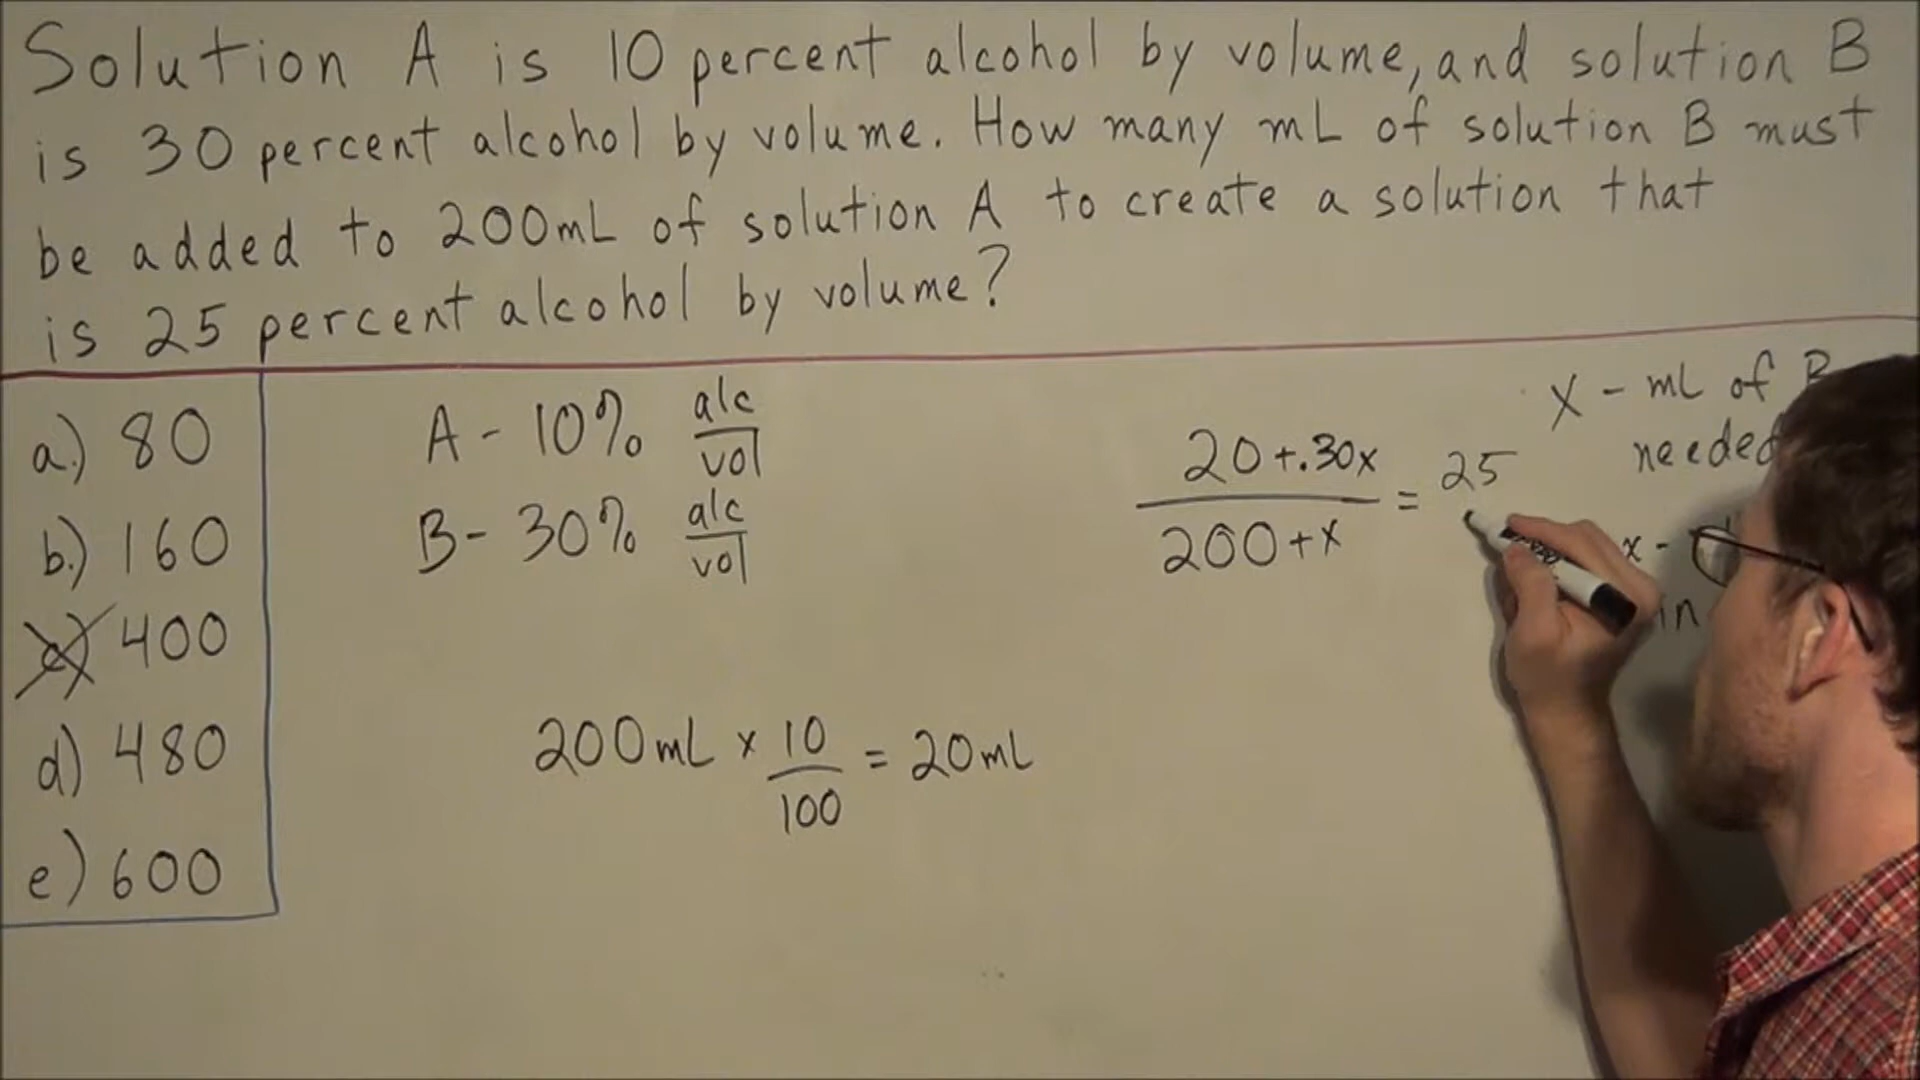 Solution A is 10 percent alcohol by volume, and solution B
is 30 percent alcohol by volume. How many mL of solution B must
be added to 200mL of solution A to create a solution that
is 25 percent alcohol by volume?
a.) 80
b.) 160
c) 400
d) 480
e) 600
A - 10% alc/vol
B - 30% alc/vol
200mL x 10/100 = 20mL
20+.30x
200+x
= 25
X - mL of B
needed
x -
in